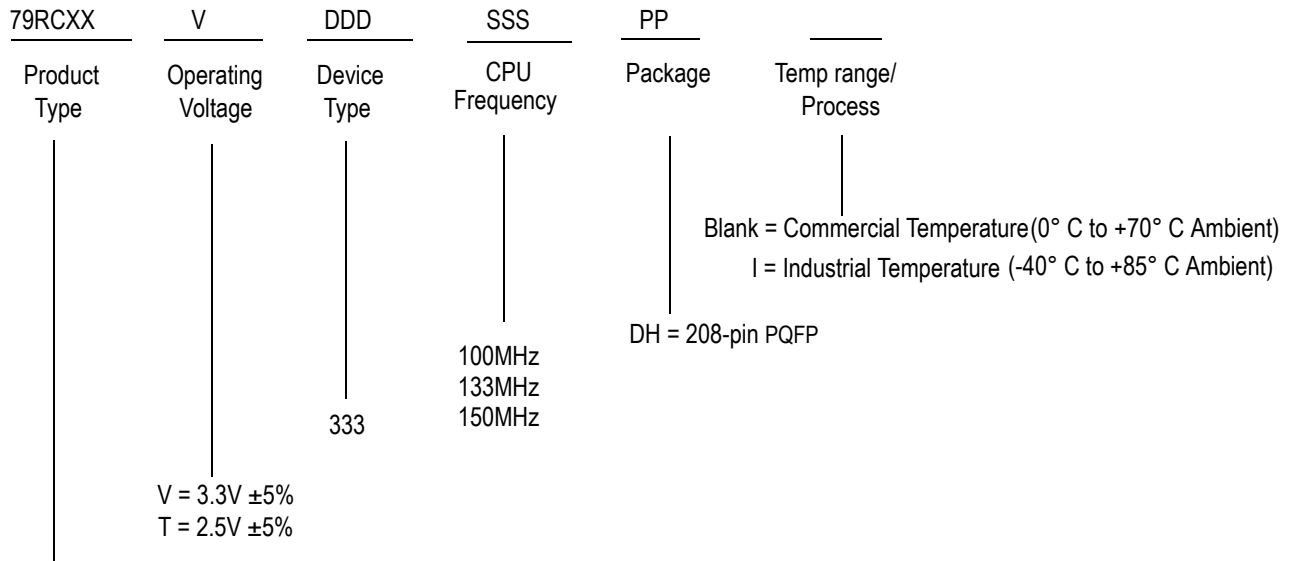 79RCXX V DDD SSS PP
Product Type
Operating Voltage
Device Type
CPU Frequency
Package
Temp range/ Process
Blank = Commercial Temperature (0° C to +70° C Ambient)
I = Industrial Temperature (-40° C to +85° C Ambient)
DH = 208-pin PQFP
100MHz
133MHz
150MHz
333
V = 3.3V ±5%
T = 2.5V ±5%